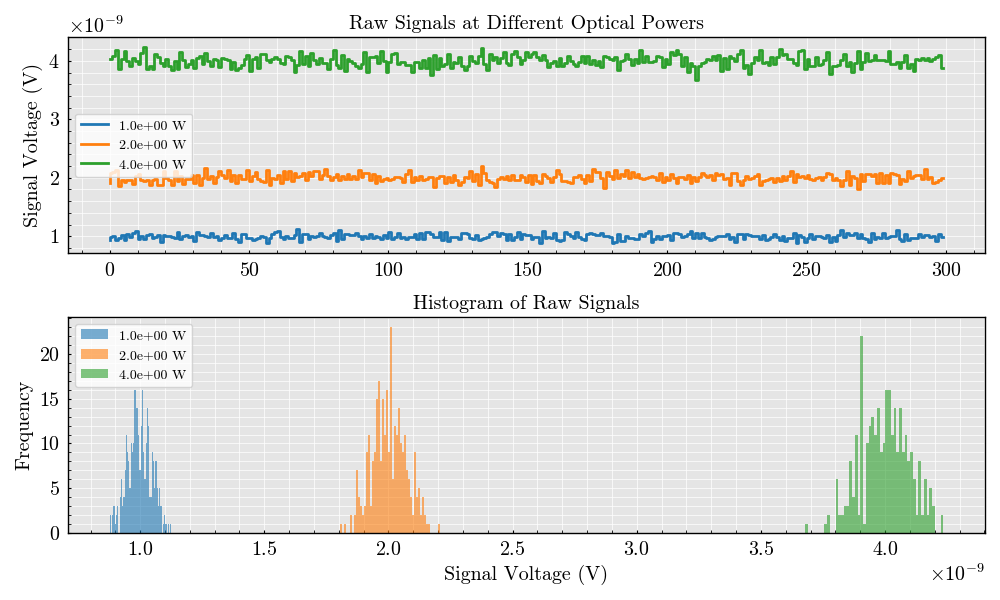 Raw Signals at Different Optical Powers
×10⁻⁹
Signal Voltage (V)
4
3
2
1
1.0e+00 W
2.0e+00 W
4.0e+00 W
0 50 100 150 200 250 300
Histogram of Raw Signals
Frequency
20
15
10
5
0
1.0e+00 W
2.0e+00 W
4.0e+00 W
1.0 1.5 2.0 2.5 3.0 3.5 4.0
Signal Voltage (V)
×10⁻⁹